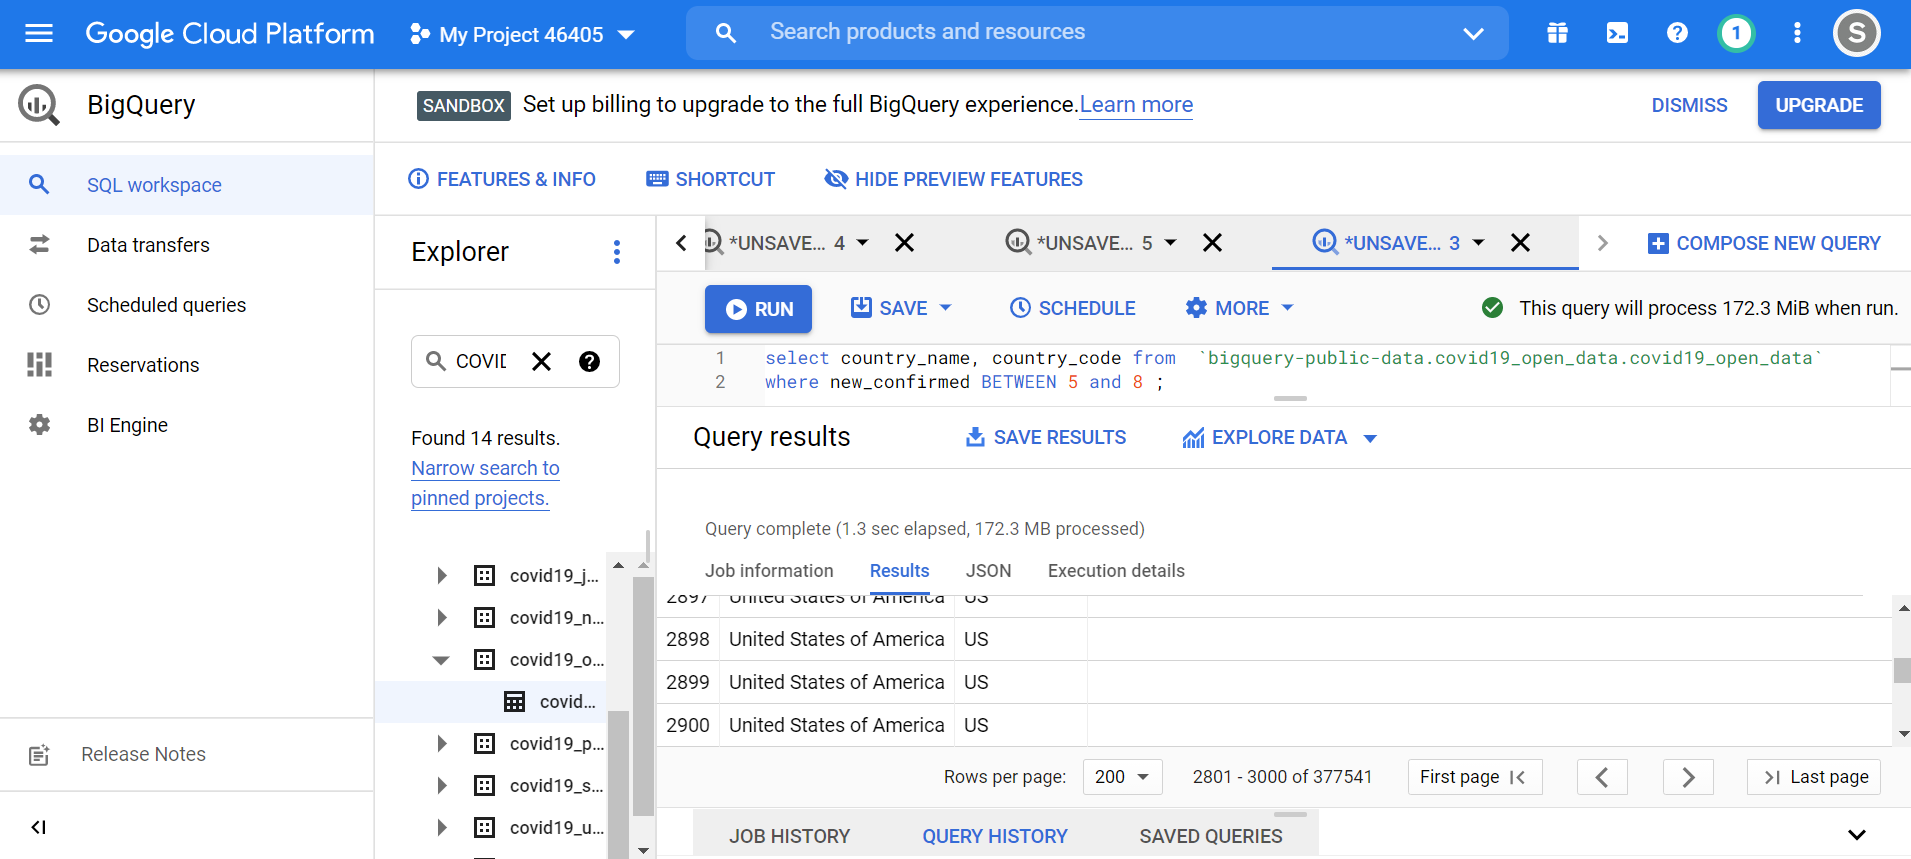 Google Cloud Platform
My Project 46405
Search products and resources
1
S
BigQuery
SANDBOX Set up billing to upgrade to the full BigQuery experience. Learn more
DISMISS
UPGRADE
SQL workspace
Data transfers
Scheduled queries
Reservations
BI Engine
Release Notes
FEATURES & INFO
SHORTCUT
HIDE PREVIEW FEATURES
Explorer
COVID
Found 14 results.
Narrow search to
pinned projects.
covid19_j...
covid19_n...
covid19_o...
covid...
covid19_p...
covid19_s...
covid19_u...
*UNSAVE... 4
*UNSAVE... 5
*UNSAVE... 3
COMPOSE NEW QUERY
RUN
SAVE
SCHEDULE
MORE
This query will process 172.3 MiB when run.
1 select country_name, country_code from `bigquery-public-data.covid19_open_data.covid19_open_data`
2 where new_confirmed BETWEEN 5 and 8 ;
Query results
SAVE RESULTS
EXPLORE DATA
Query complete (1.3 sec elapsed, 172.3 MB processed)
Job information
Results
JSON
Execution details
2897 United States of America US
2898 United States of America US
2899 United States of America US
2900 United States of America US
Rows per page: 200 2801 - 3000 of 377541 First page Last page
JOB HISTORY
QUERY HISTORY
SAVED QUERIES